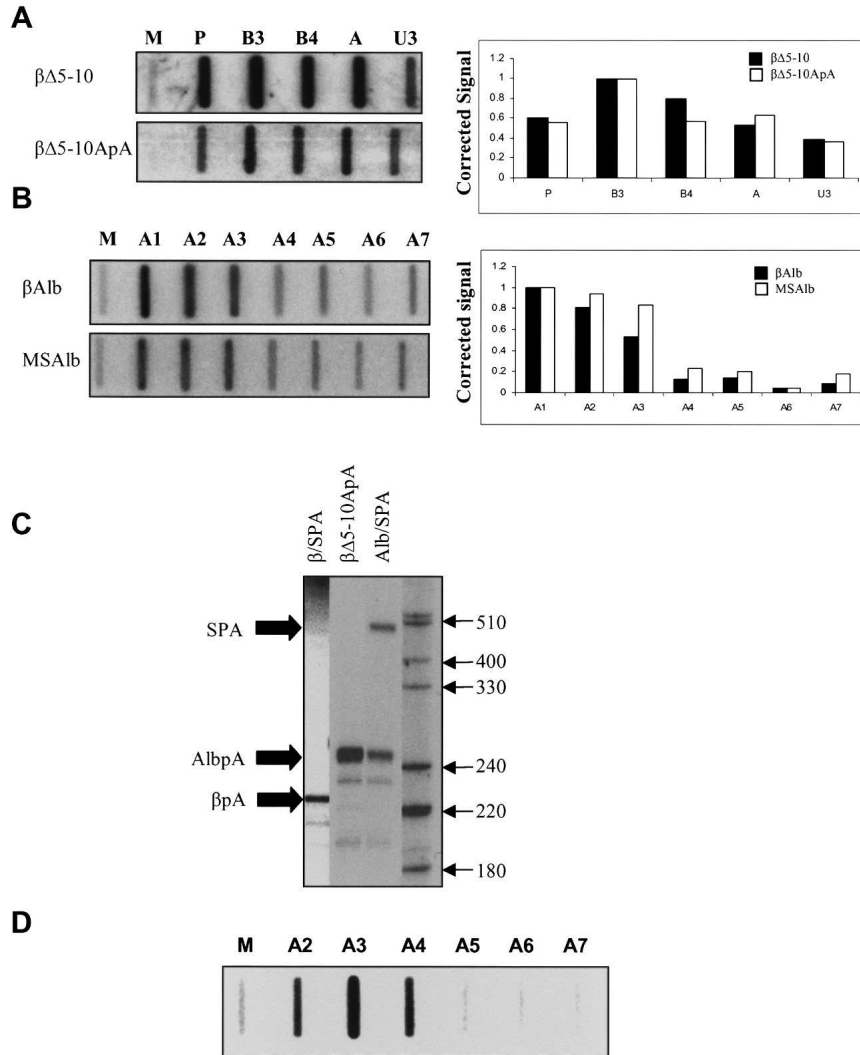 A
M P B3 B4 A U3
βΔ5-10
βΔ5-10ApA
Corrected Signal
1.2
1
0.8
0.6
0.4
0.2
0
βΔ5-10
βΔ5-10ApA
P B3 B4 A U3
B
M A1 A2 A3 A4 A5 A6 A7
βAlb
MSAlb
Corrected signal
1.2
1
0.8
0.6
0.4
0.2
0
βAlb
MSAlb
A1 A2 A3 A4 A5 A6 A7
C
β/SPA
βΔ5-10ApA
Alb/SPA
SPA
AlbpA
βpA
510
400
330
240
220
180
D
M A2 A3 A4 A5 A6 A7